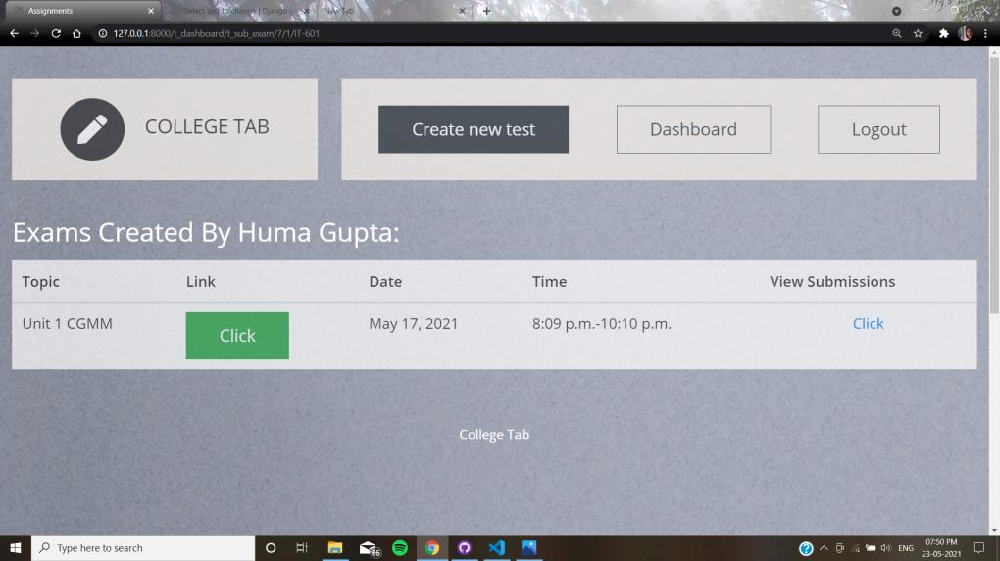 Assignments
Select test to change | Django s
New Tab
127.0.0.1:8000/t_dashboard/t_sub_exam/7/1/IT-601
COLLEGE TAB
Create new test
Dashboard
Logout
Exams Created By Huma Gupta:
Topic Link Date Time View Submissions
Unit 1 CGMM Click May 17, 2021 8:09 p.m.-10:10 p.m. Click
College Tab
Type here to search
66
ENG
07:50 PM
23-05-2021